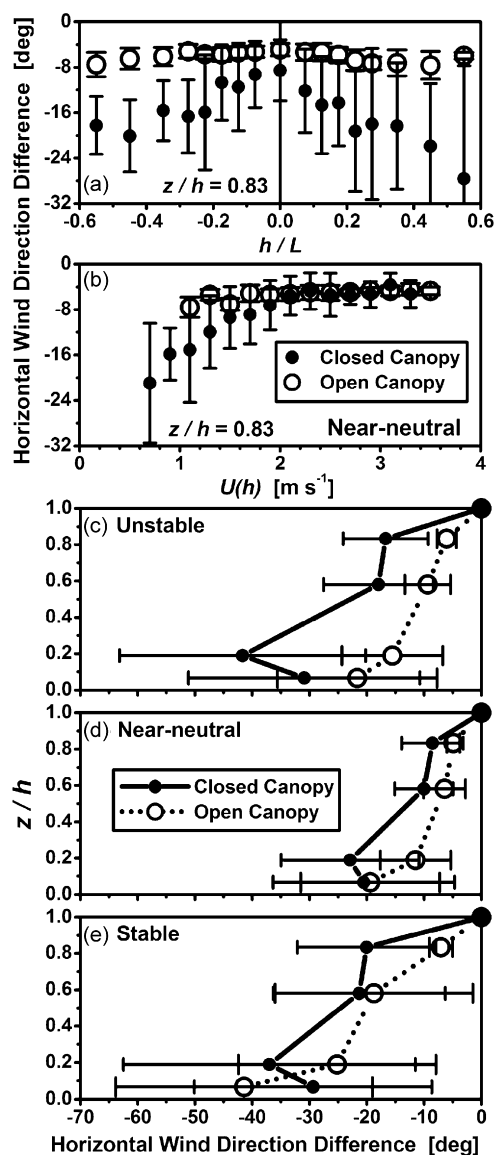 Horizontal Wind Direction Difference [deg]
0
-8
-16
-24
-32
(a)
z / h = 0.83
-0.6 -0.4 -0.2 0.0 0.2 0.4 0.6
h / L
0
-8
-16
-24
-32
(b)
Closed Canopy
Open Canopy
z / h = 0.83
Near-neutral
0 1 2 3 4
U(h) [m s⁻¹]
z / h
1.0
0.8
0.6
0.4
0.2
0.0
(c) Unstable
1.0
0.8
0.6
0.4
0.2
0.0
(d) Near-neutral
Closed Canopy
Open Canopy
1.0
0.8
0.6
0.4
0.2
0.0
(e) Stable
-70 -60 -50 -40 -30 -20 -10 0
Horizontal Wind Direction Difference [deg]